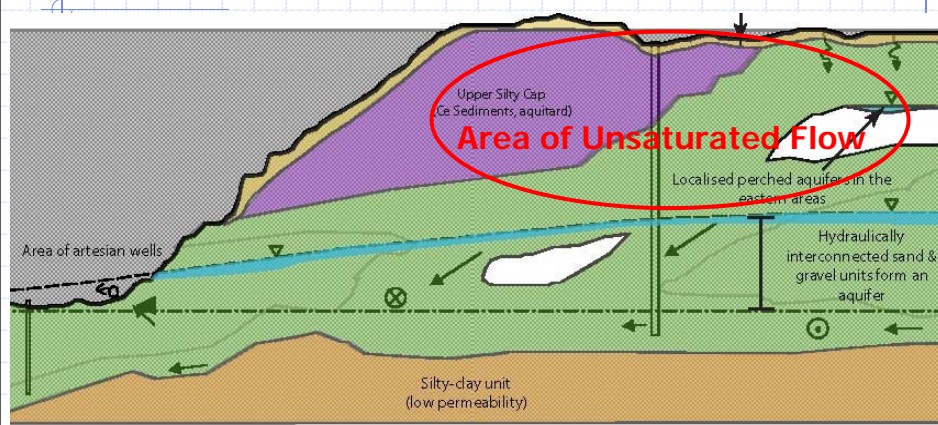 Upper Silty Cap
(Ce Sediments, aquitard)
Area of Unsaturated Flow
Localised perched aquifers in the
eastern areas
Area of artesian wells
Hydraulically
interconnected sand &
gravel units form an
aquifer
Silty-clay unit
(low permeability)